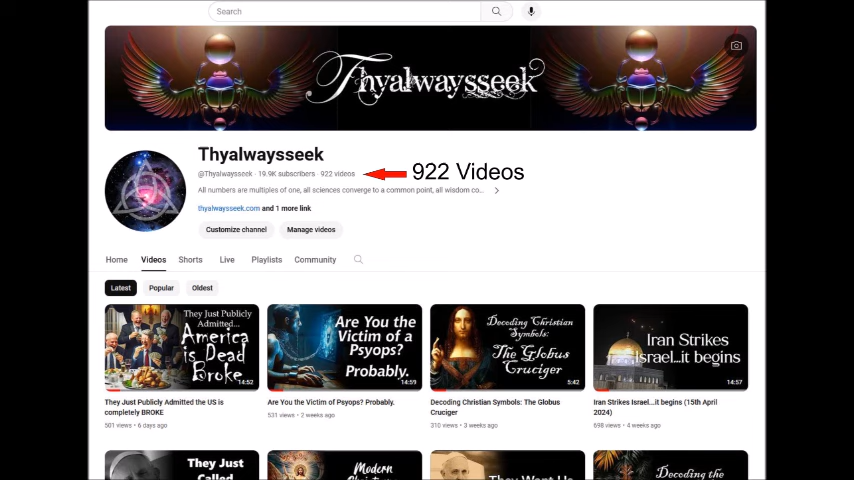 Search
Thyalwaysseek
Thyalwaysseek
@Thyalwaysseek · 19.9K subscribers · 922 videos
922 Videos
All numbers are multiples of one, all sciences converge to a common point, all wisdom co...
thyalwaysseek.com and 1 more link
Customize channel
Manage videos
Home Videos Shorts Live Playlists Community
Latest Popular Oldest
They Just Publicly
Admitted...
America
is Dead
Broke
14:52
Are You the
Victim of a
Psyops?
Probably.
14:59
Decoding Christian
Symbols:
The Globus
Cruciger
5:42
Iran Strikes
Israel...it begins
14:57
They Just Publicly Admitted the US is
completely BROKE
501 views · 6 days ago
Are You the Victim of Psyops? Probably.
531 views · 2 weeks ago
Decoding Christian Symbols: The Globus
Cruciger
310 views · 3 weeks ago
Iran Strikes Israel...it begins (15th April
2024)
698 views · 4 weeks ago
They Just
Called
Modern
They Want Us
Decoding the